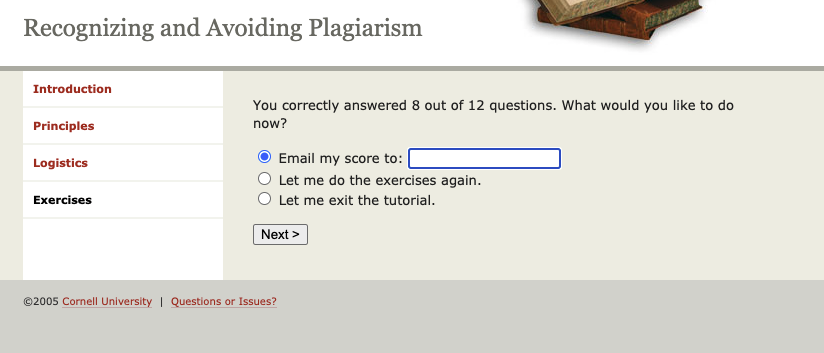 Recognizing and Avoiding Plagiarism
Introduction
Principles
Logistics
Exercises
You correctly answered 8 out of 12 questions. What would you like to do
now?
Email my score to:
Let me do the exercises again.
Let me exit the tutorial.
Next >
©2005 Cornell University | Questions or Issues?